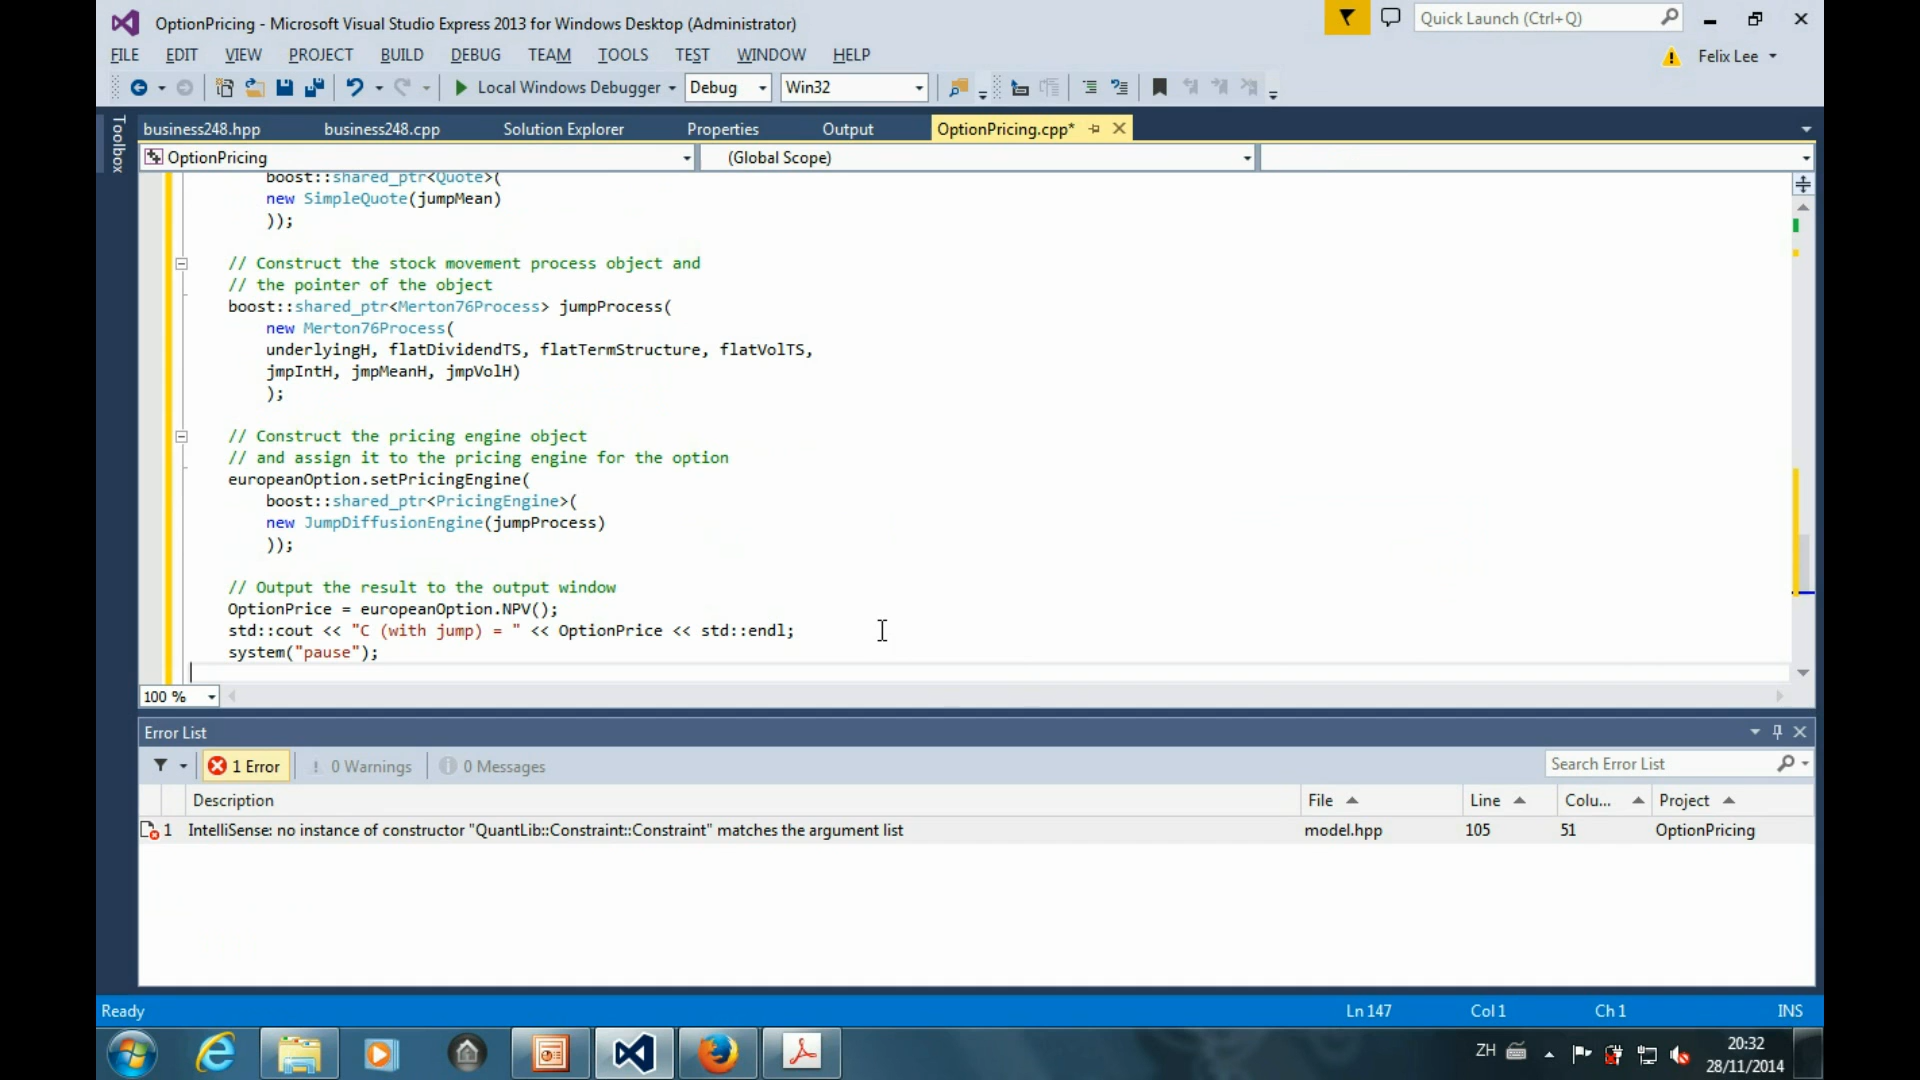 OptionPricing - Microsoft Visual Studio Express 2013 for Windows Desktop (Administrator)
Quick Launch (Ctrl+Q)
FILE EDIT VIEW PROJECT BUILD DEBUG TEAM TOOLS TEST WINDOW HELP
Felix Lee
Local Windows Debugger Debug Win32
Toolbox
business248.hpp business248.cpp Solution Explorer Properties Output OptionPricing.cpp*
OptionPricing (Global Scope)
boost::shared_ptr<Quote>(
new SimpleQuote(jumpMean)
));
// Construct the stock movement process object and
// the pointer of the object
boost::shared_ptr<Merton76Process> jumpProcess(
new Merton76Process(
underlyingH, flatDividendTS, flatTermStructure, flatVolTS,
jmpIntH, jmpMeanH, jmpVolH)
);
// Construct the pricing engine object
// and assign it to the pricing engine for the option
europeanOption.setPricingEngine(
boost::shared_ptr<PricingEngine>(
new JumpDiffusionEngine(jumpProcess)
));
// Output the result to the output window
OptionPrice = europeanOption.NPV();
std::cout << "C (with jump) = " << OptionPrice << std::endl;
system("pause");
100 %
Error List
1 Error 0 Warnings 0 Messages
Search Error List
Description File Line Colu... Project
1 IntelliSense: no instance of constructor "QuantLib::Constraint::Constraint" matches the argument list model.hpp 105 51 OptionPricing
Ready Ln 147 Col 1 Ch 1 INS
ZH
20:32
28/11/2014